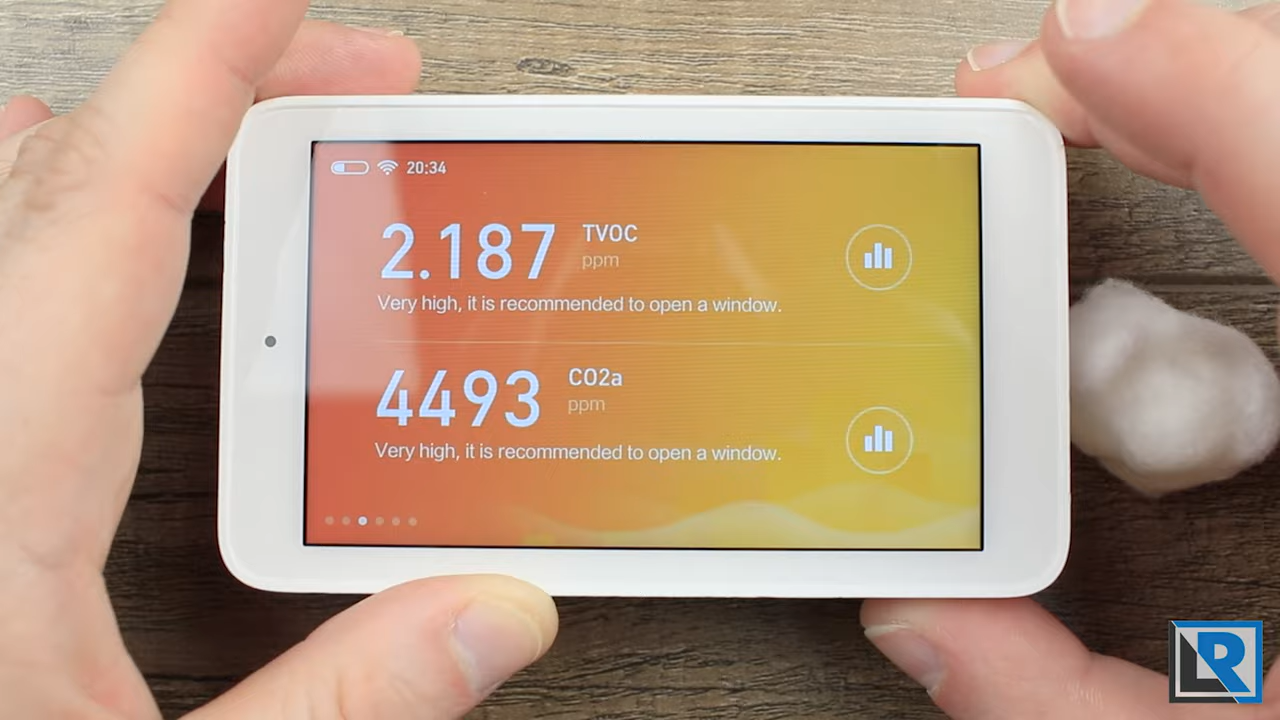 20:34
2.187 TVOC
ppm
Very high, it is recommended to open a window.
4493 CO2a
ppm
Very high, it is recommended to open a window.
LR